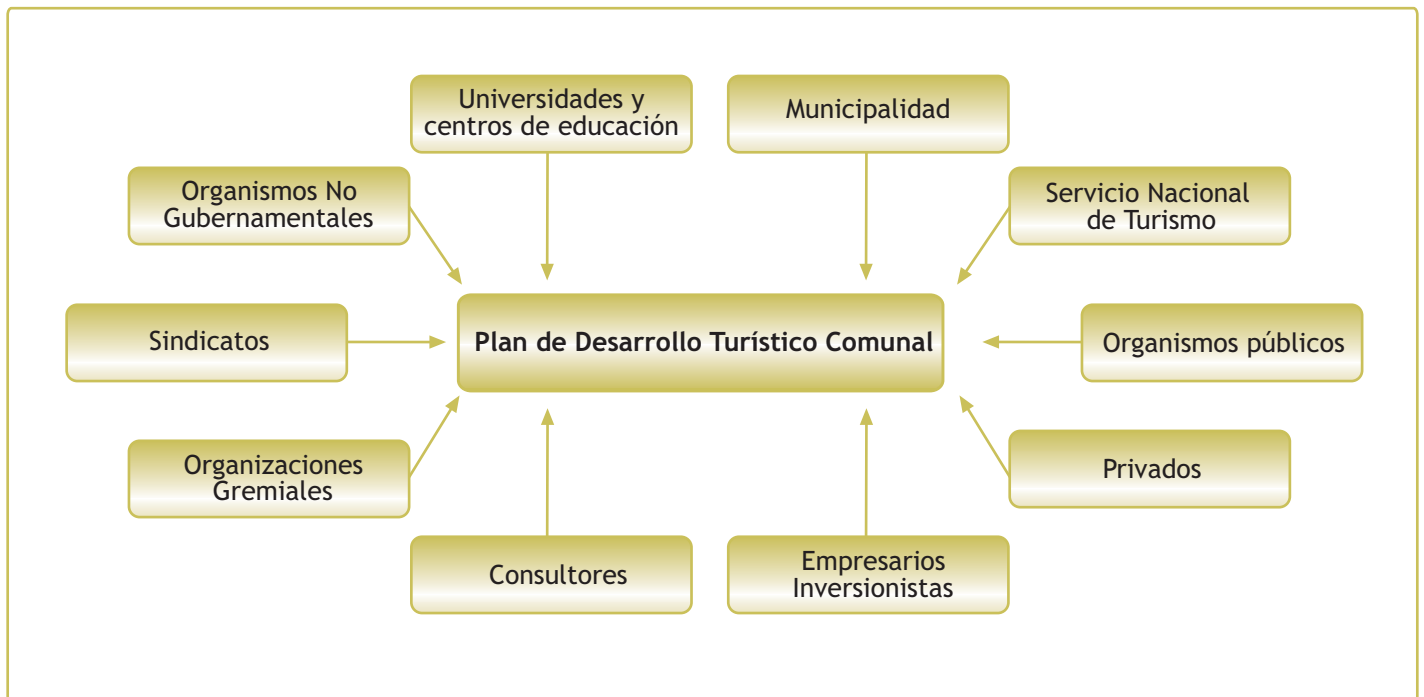 Universidades y
centros de educación
Municipalidad
Organismos No
Gubernamentales
Servicio Nacional
de Turismo
Sindicatos
Plan de Desarrollo Turístico Comunal
Organismos públicos
Organizaciones
Gremiales
Privados
Consultores
Empresarios
Inversionistas